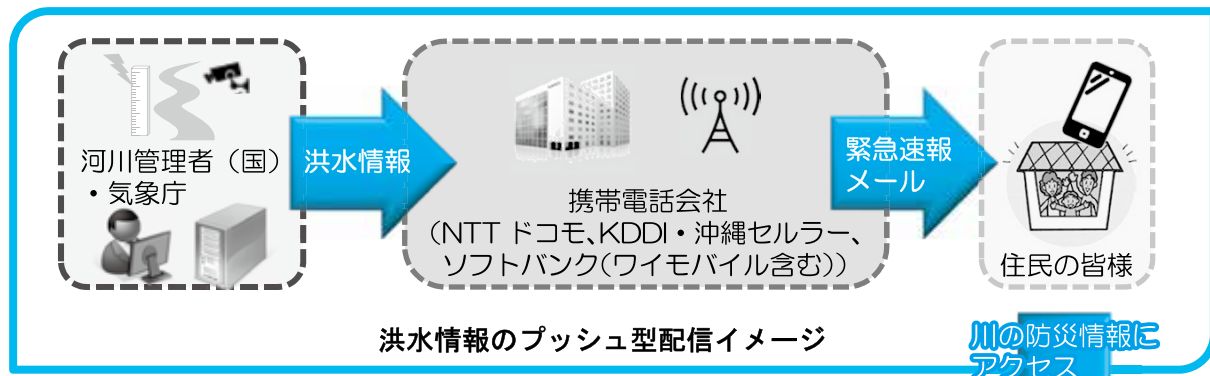 河川管理者（国）
・気象庁
洪水情報
携帯電話会社
（NTT ドコモ、KDDI・沖縄セルラー、
ソフトバンク（ワイモバイル含む））
緊急速報
メール
住民の皆様
洪水情報のプッシュ型配信イメージ
川の防災情報に
アクセス